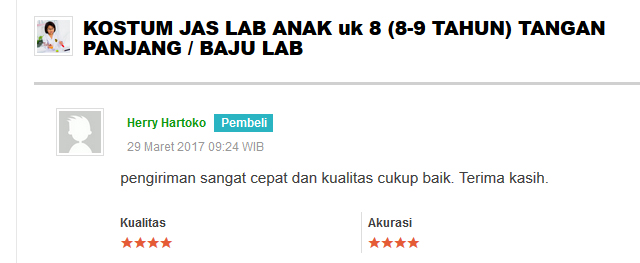 KOSTUM JAS LAB ANAK uk 8 (8-9 TAHUN) TANGAN
PANJANG / BAJU LAB
Herry Hartoko Pembeli
29 Maret 2017 09:24 WIB
pengiriman sangat cepat dan kualitas cukup baik. Terima kasih.
Kualitas Akurasi